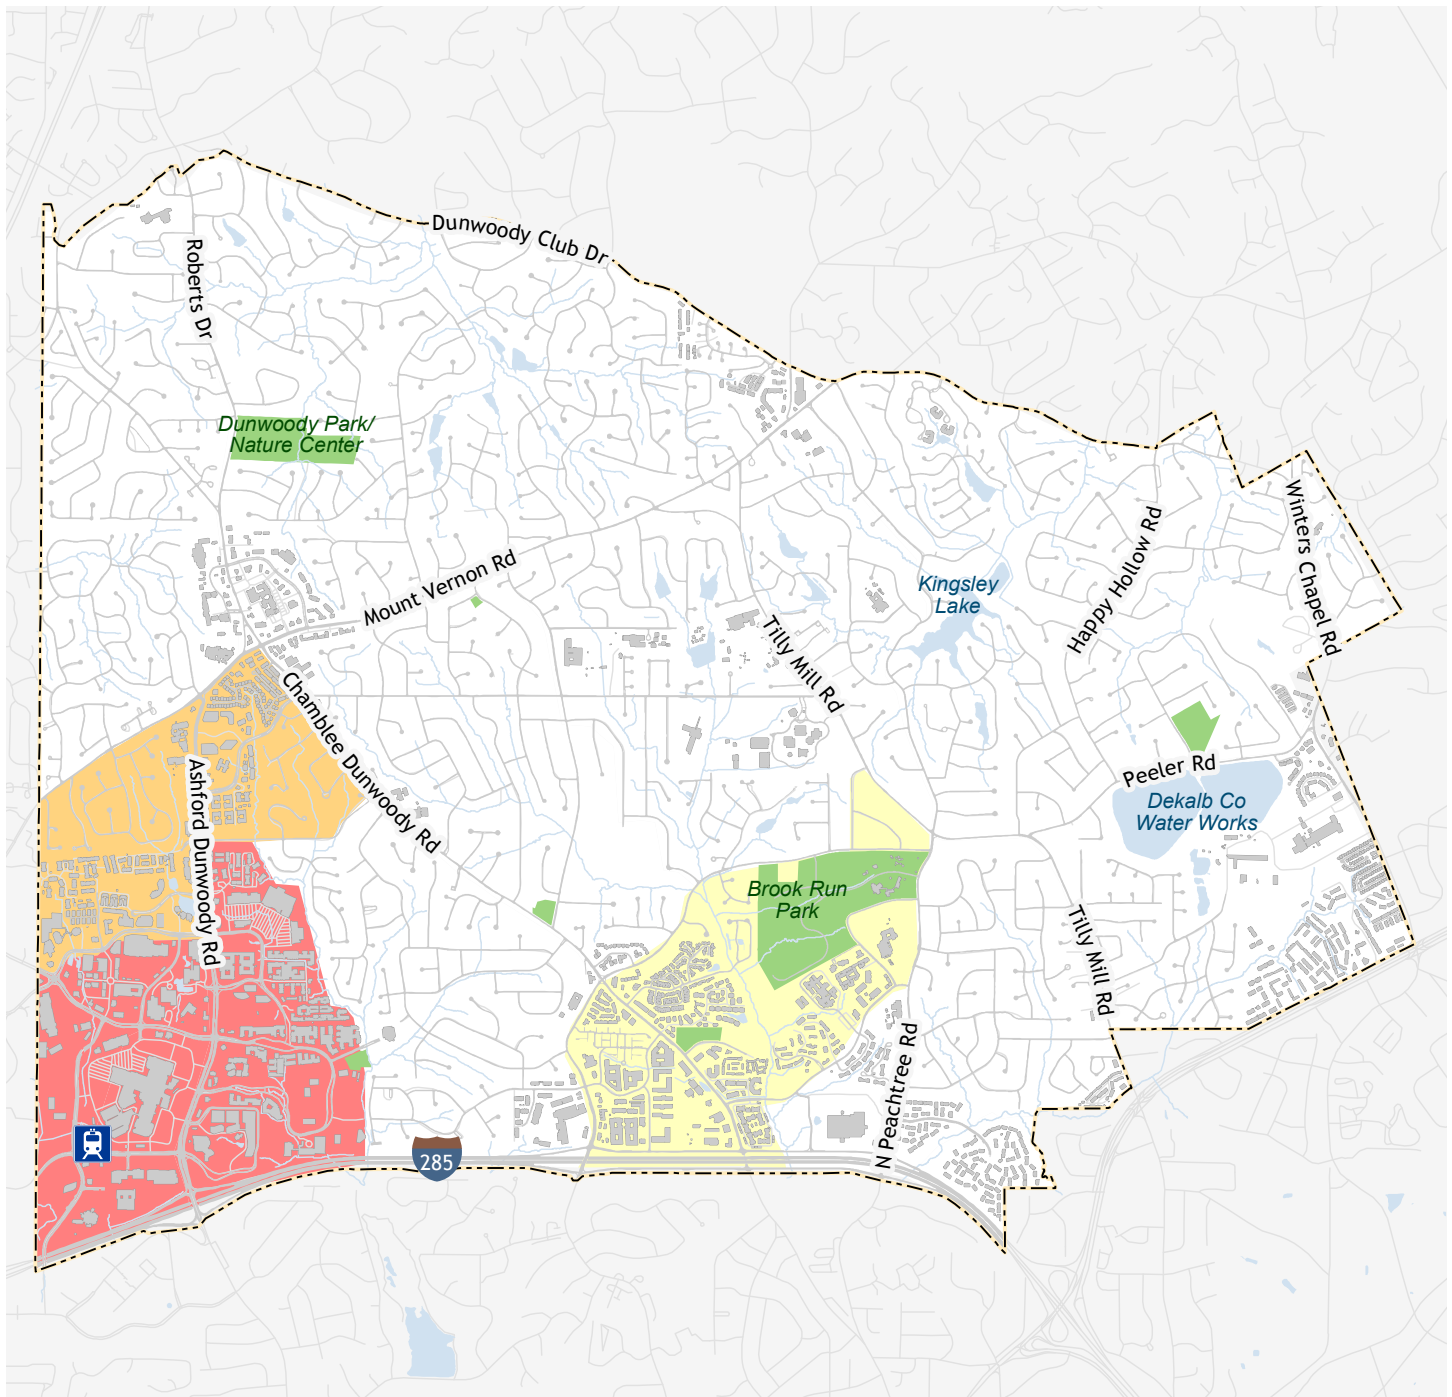 Dunwoody Club Dr
Roberts Dr
Dunwoody Park/
Nature Center
Winters Chapel Rd
Happy Hollow Rd
Mount Vernon Rd
Kingsley
Lake
Tilly Mill Rd
Chamblee Dunwoody Rd
Ashford Dunwoody Rd
Peeler Rd
Dekalb Co
Water Works
Brook Run
Park
Tilly Mill Rd
N Peachtree Rd
285